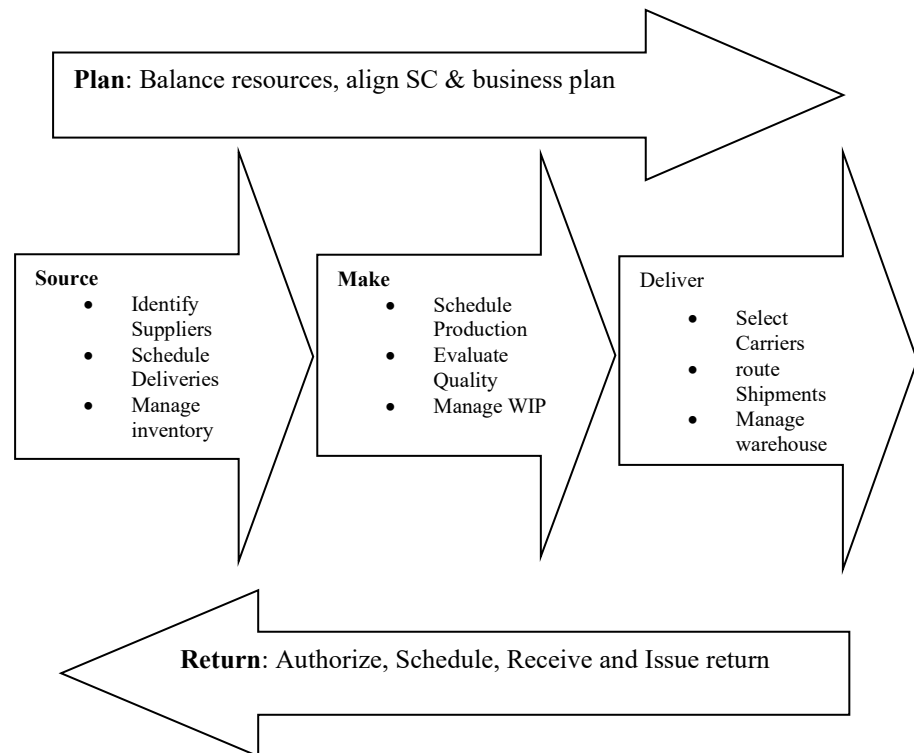 Plan: Balance resources, align SC & business plan
Source
• Identify
Suppliers
• Schedule
Deliveries
• Manage
inventory
Make
• Schedule
Production
• Evaluate
Quality
• Manage WIP
Deliver
• Select
Carriers
• route
Shipments
• Manage
warehouse
Return: Authorize, Schedule, Receive and Issue return